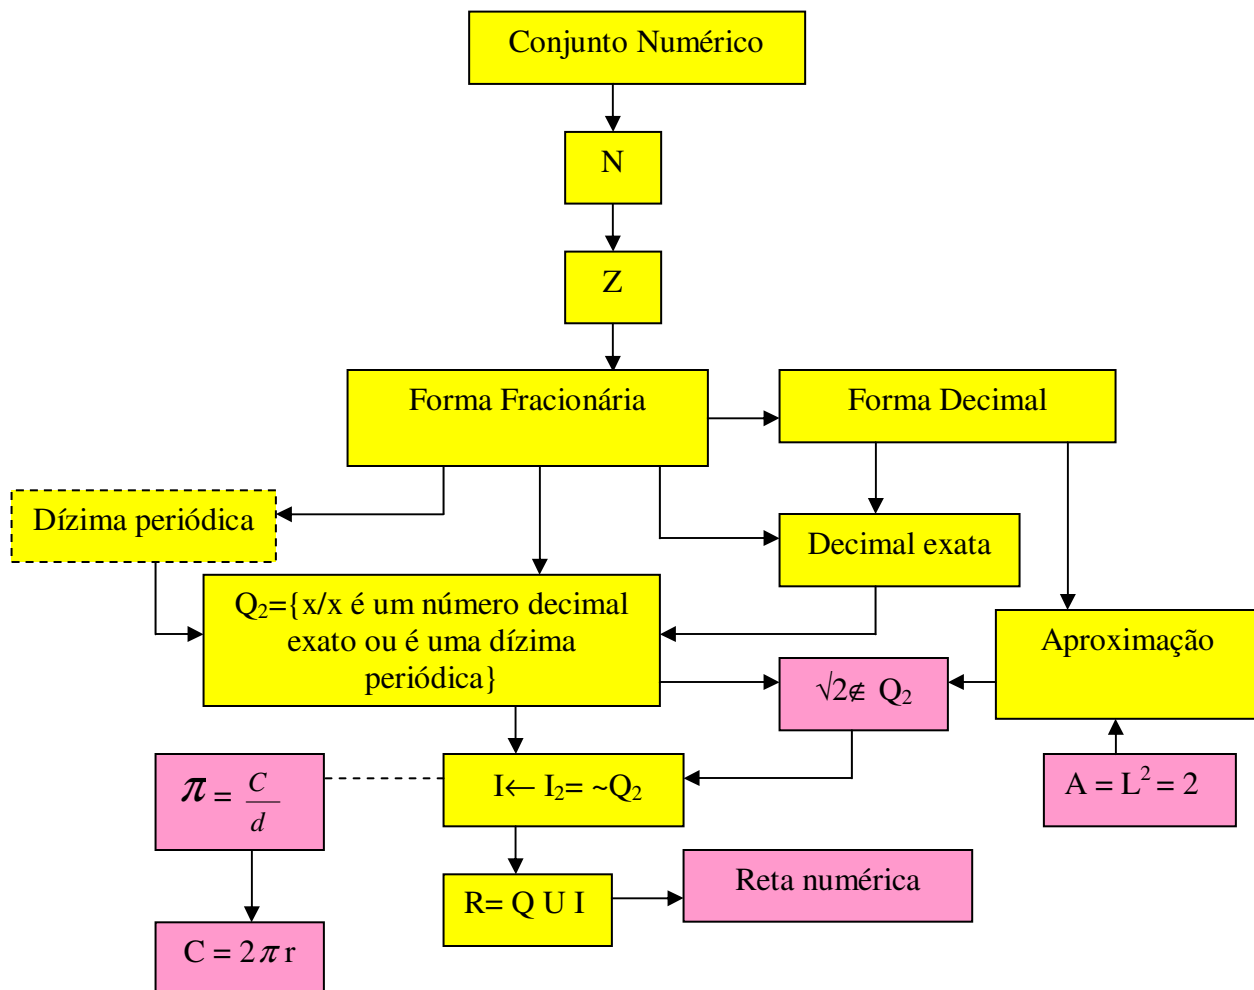 Conjunto Numérico
N
Z
Forma Fracionária
Forma Decimal
Dízima periódica
Decimal exata
Q₂={x/x é um número decimal
exato ou é uma dízima
periódica}
Aproximação
√2∉ Q₂
π = C/d
I← I₂= ~Q₂
A = L² = 2
R= Q U I
Reta numérica
C = 2π r